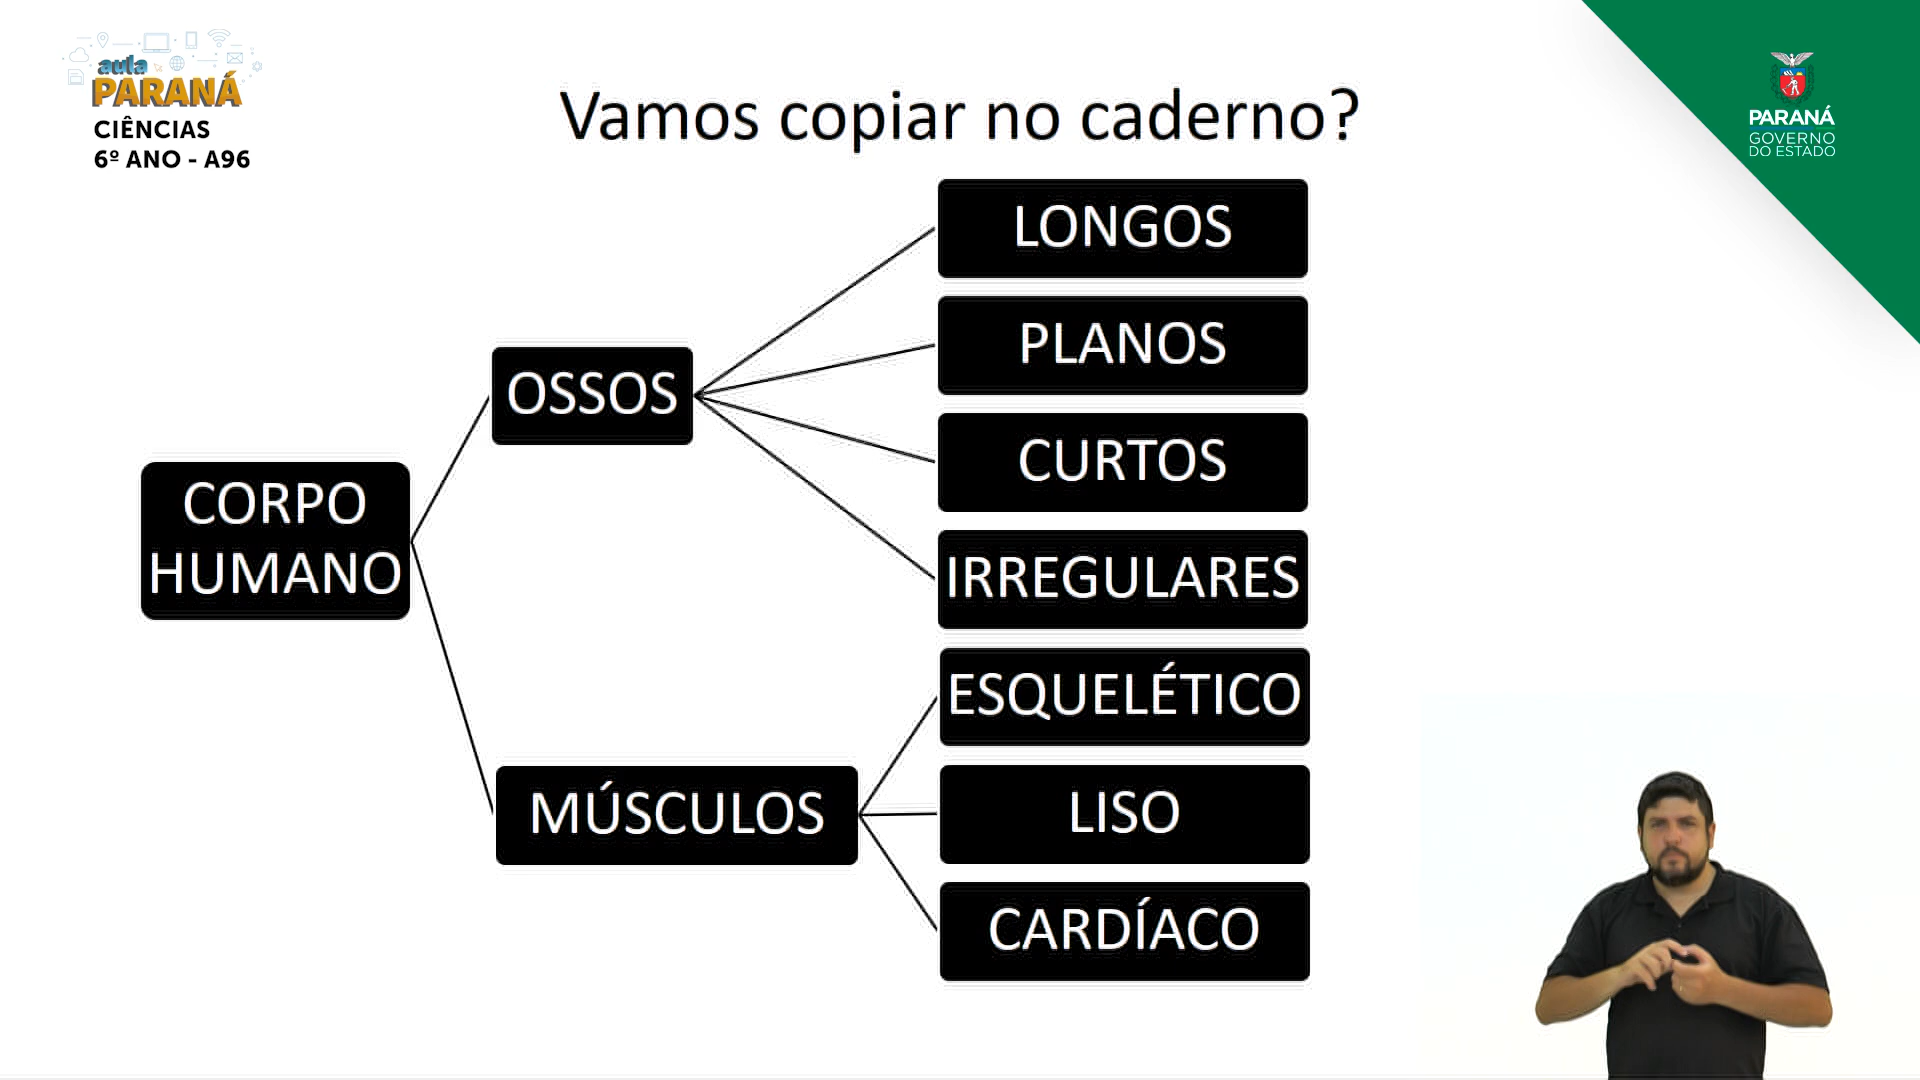 aula
PARANÁ
CIÊNCIAS
6º ANO - A96
Vamos copiar no caderno?
PARANÁ
GOVERNO
DO ESTADO
CORPO
HUMANO
OSSOS
LONGOS
PLANOS
CURTOS
IRREGULARES
MÚSCULOS
ESQUELÉTICO
LISO
CARDÍACO